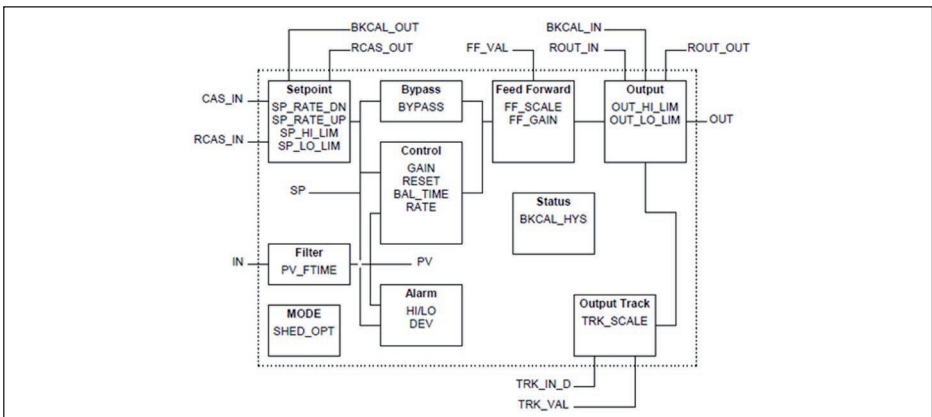 BKCAL_OUT
BKCAL_IN
RCAS_OUT
FF_VAL
ROUT_IN
ROUT_OUT
Setpoint
SP_RATE_DN
SP_RATE_UP
SP_HI_LIM
SP_LO_LIM
CAS_IN
RCAS_IN
Bypass
BYPASS
Feed Forward
FF_SCALE
FF_GAIN
Output
OUT_HI_LIM
OUT_LO_LIM
OUT
Control
GAIN
RESET
BAL_TIME
RATE
SP
Status
BKCAL_HYS
IN
Filter
PV_FTIME
PV
Alarm
HI/LO
DEV
MODE
SHED_OPT
Output Track
TRK_SCALE
TRK_IN_D
TRK_VAL